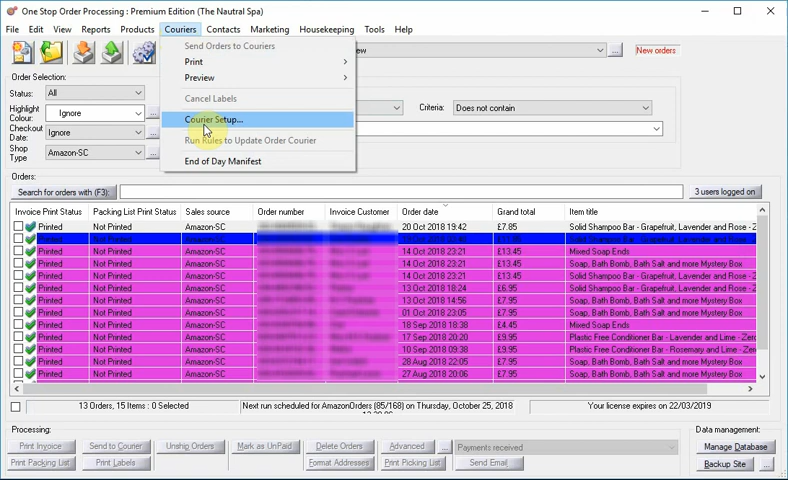 One Stop Order Processing : Premium Edition (The Nautral Spa)
File Edit View Reports Products Couriers Contacts Marketing Housekeeping Tools Help
Send Orders to Couriers
Print
Preview
Cancel Labels
Courier Setup...
Run Rules to Update Order Courier
End of Day Manifest
ew ... New orders
Order Selection:
Status: All
Highlight Colour: Ignore ...
Checkout Date: Ignore ...
Shop Type Amazon-SC ...
Criteria: Does not contain
Orders:
Search for orders with (F3): 3 users logged on
Invoice Print Status Packing List Print Status Sales source Order number Invoice Customer Order date Grand total Item title
Printed Not Printed Amazon-SC 20 Oct 2018 19:42 £7.85 Solid Shampoo Bar - Grapefruit, Lavender and Rose - Z
Printed Not Printed Amazon-SC
Printed Not Printed Amazon-SC 14 Oct 2018 23:21 £13.45 Mixed Soap Ends
Printed Not Printed Amazon-SC 14 Oct 2018 23:21 £13.45 Soap, Bath Bomb, Bath Salt and more Mystery Box
Printed Not Printed Amazon-SC 14 Oct 2018 23:21 £13.45 Solid Shampoo Bar - Grapefruit, Lavender and Rose - Z
Printed Not Printed Amazon-SC 13 Oct 2018 18:24 £6.95 Solid Shampoo Bar - Grapefruit, Lavender and Rose - Z
Printed Not Printed Amazon-SC 13 Oct 2018 14:56 £7.95 Soap, Bath Bomb, Bath Salt and more Mystery Box
Printed Not Printed Amazon-SC 01 Oct 2018 23:05 £7.95 Soap, Bath Bomb, Bath Salt and more Mystery Box
Printed Not Printed Amazon-SC 18 Sep 2018 18:38 £4.45 Mixed Soap Ends
Printed Not Printed Amazon-SC 17 Sep 2018 20:20 £9.95 Plastic Free Conditioner Bar - Lavender and Lime - Zero
Printed Not Printed Amazon-SC 10 Sep 2018 09:38 £9.95 Plastic Free Conditioner Bar - Rosemary and Lime - Zer
Printed Not Printed Amazon-SC 28 Aug 2018 22:05 £7.95 Soap, Bath Bomb, Bath Salt and more Mystery Box
Printed Not Printed Amazon-SC 27 Aug 2018 20:06 £7.95 Soap, Bath Bomb, Bath Salt and more Mystery Box
13 Orders, 15 Items : 0 Selected Next run scheduled for AmazonOrders (85/168) on Thursday, October 25, 2018 Your license expires on 22/03/2019
Processing: Data management:
Print Invoice Send to Courier Unship Orders Mark as UnPaid Delete Orders Advanced ... Payments received Manage Database
Print Packing List Print Labels Format Addresses Print Picking List Send Email Backup Site ...